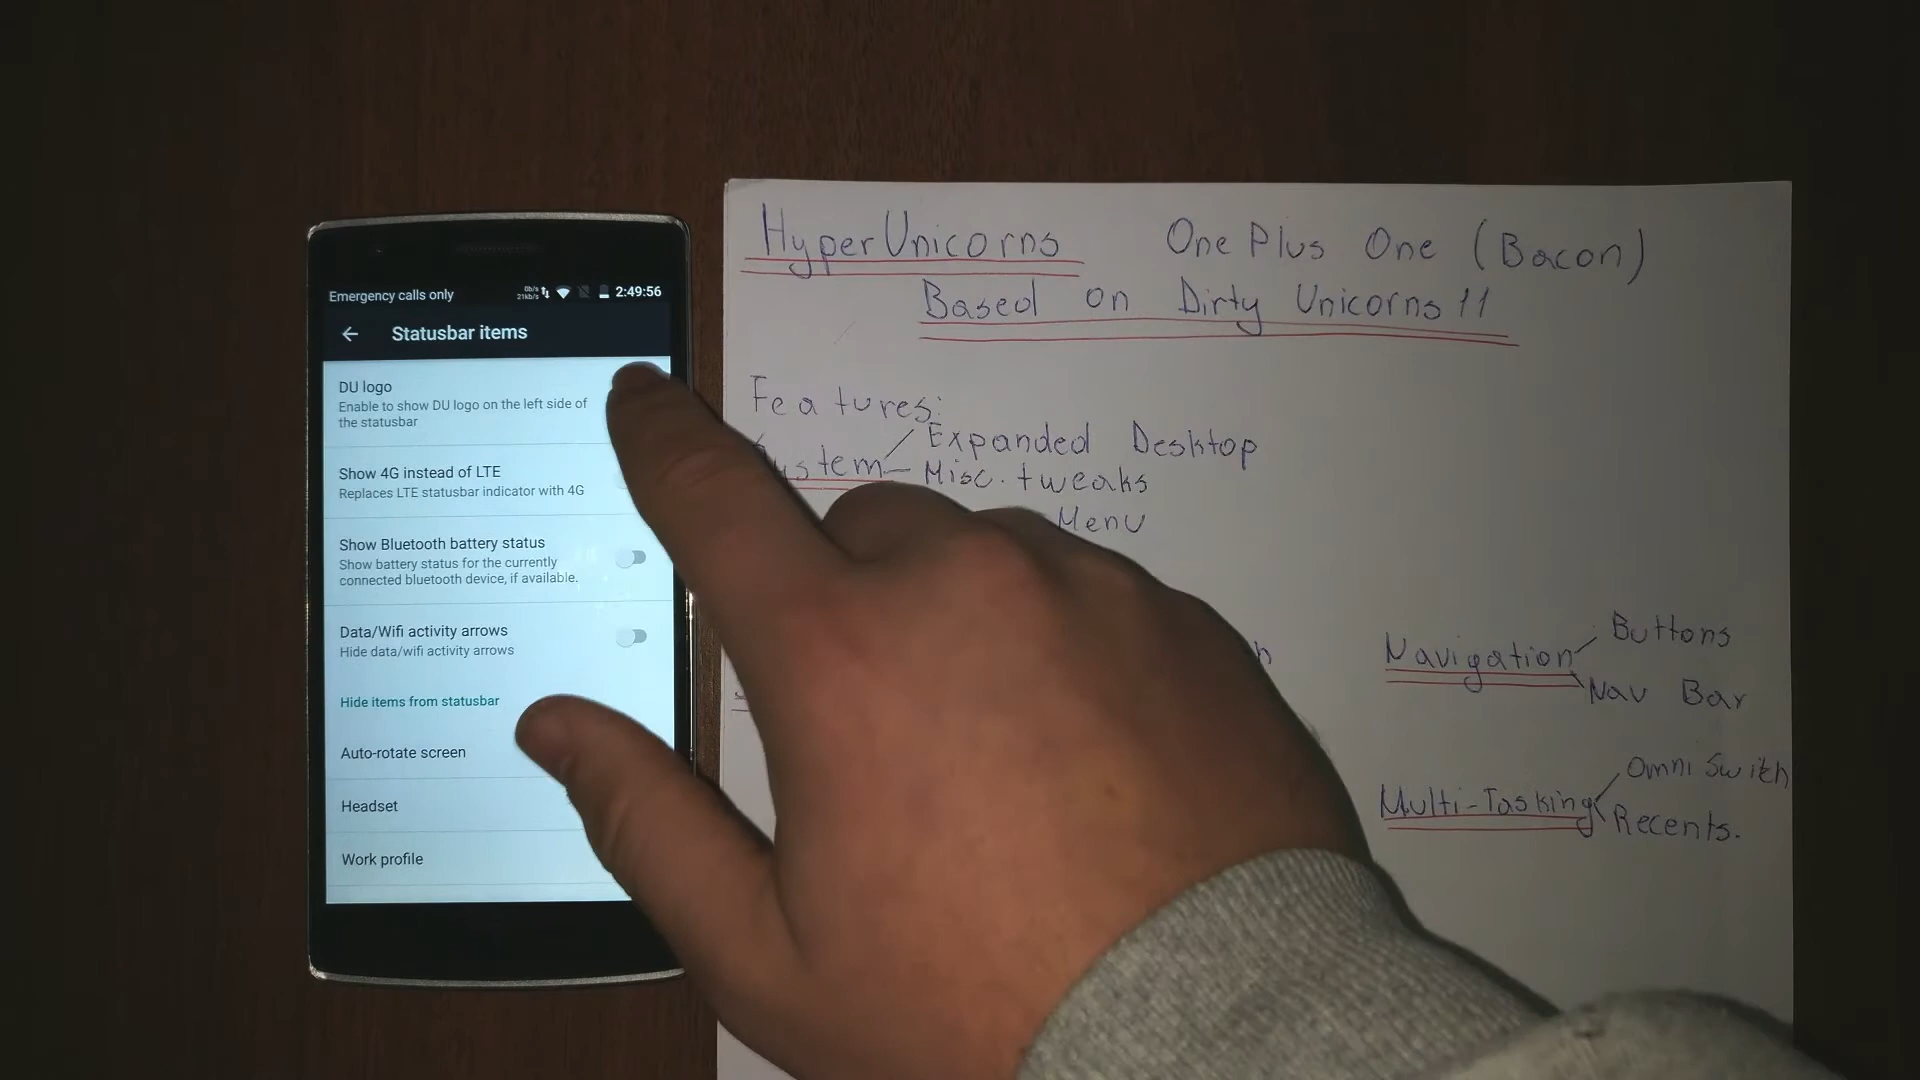 Emergency calls only 0b/s 21kb/s 2:49:56
Statusbar items
DU logo
Enable to show DU logo on the left side of
the statusbar
Show 4G instead of LTE
Replaces LTE statusbar indicator with 4G
Show Bluetooth battery status
Show battery status for the currently
connected bluetooth device, if available.
Data/Wifi activity arrows
Hide data/wifi activity arrows
Hide items from statusbar
Auto-rotate screen
Headset
Work profile
HyperUnicorns OnePlus One (Bacon)
Based on Dirty Unicorns 11
Features:
Expanded Desktop
System Misc. tweaks
Menu
Buttons
Navigation
Nav Bar
Omni Switch
Multi-Tasking
Recents.